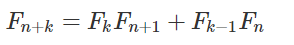 F_{n+k} = F_k F_{n+1} + F_{k-1} F_n